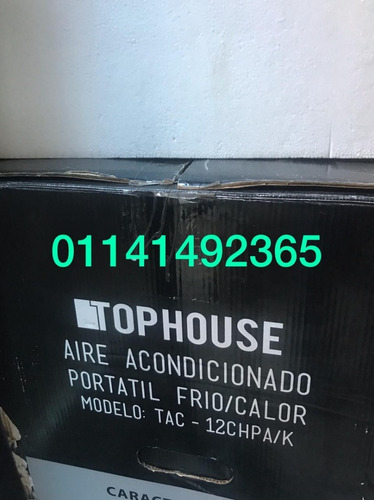 01141492365
TOPHOUSE
AIRE ACONDICIONADO
PORTATIL FRIO/CALOR
MODELO: TAC - 12CHPA/K